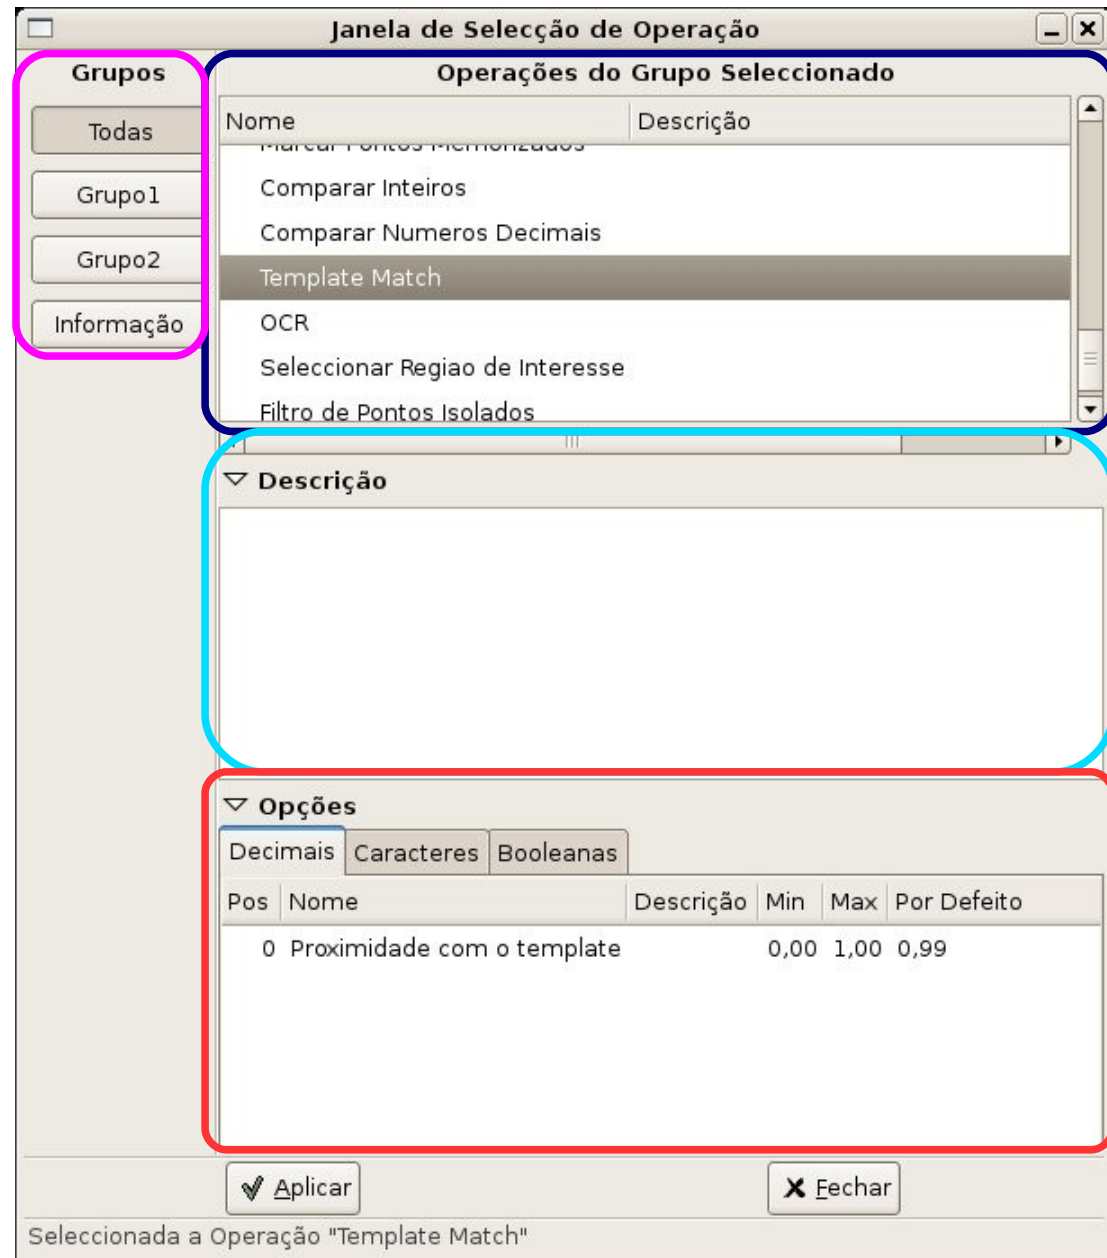 Janela de Selecção de Operação
Grupos
Todas
Grupo1
Grupo2
Informação
Operações do Grupo Seleccionado
Nome Descrição
Marcar Pontos Memorizados
Comparar Inteiros
Comparar Numeros Decimais
Template Match
OCR
Seleccionar Regiao de Interesse
Filtro de Pontos Isolados
Descrição
Opções
Decimais Caracteres Booleanas
Pos Nome Descrição Min Max Por Defeito
0 Proximidade com o template 0,00 1,00 0,99
Aplicar Fechar
Seleccionada a Operação "Template Match"